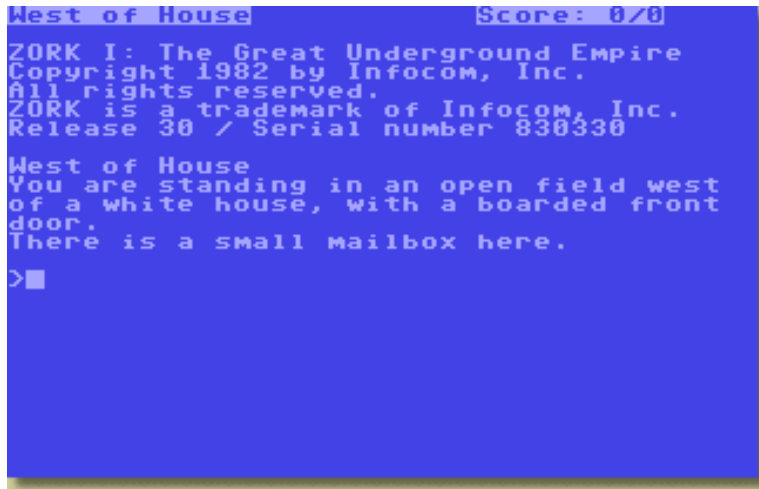 West of House Score: 0/0
ZORK I: The Great Underground Empire
Copyright 1982 by Infocom, Inc.
All rights reserved.
ZORK is a trademark of Infocom, Inc.
Release 30 / Serial number 830330
West of House
You are standing in an open field west
of a white house, with a boarded front
door.
There is a small mailbox here.
>